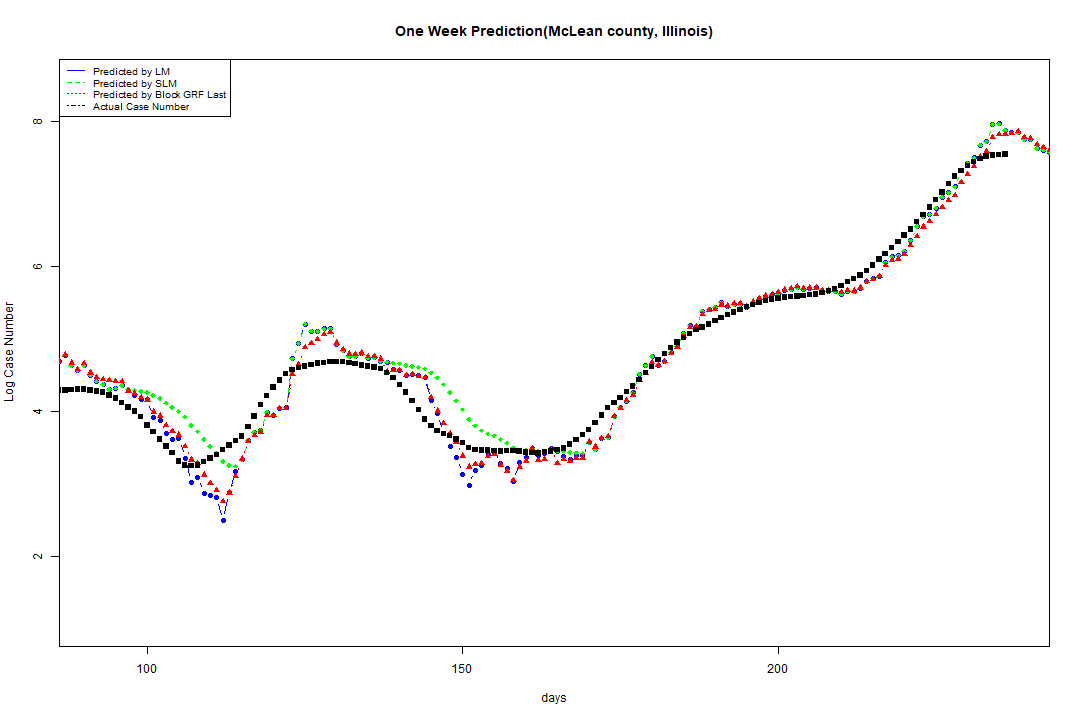 One Week Prediction(McLean county, Illinois)
Predicted by LM
Predicted by SLM
Predicted by Block GRF Last
Actual Case Number
8
6
4
2
Log Case Number
100 150 200
days